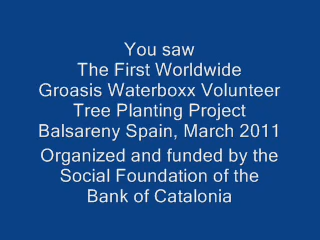 You saw
The First Worldwide
Groasis Waterboxx Volunteer
Tree Planting Project
Balsareny Spain, March 2011
Organized and funded by the
Social Foundation of the
Bank of Catalonia